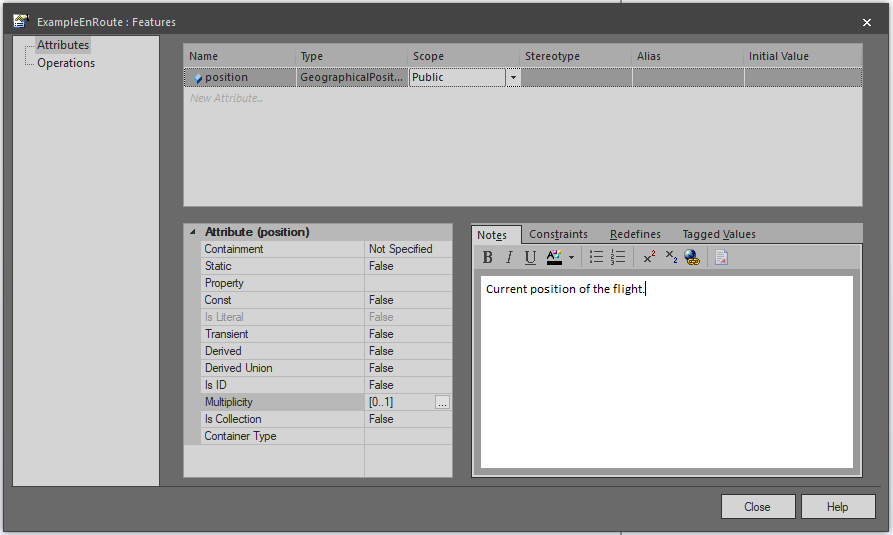 ExampleEnRoute : Features
Attributes
Operations
Name Type Scope Stereotype Alias Initial Value
position GeographicalPosit... Public
New Attribute...
Attribute (position)
Containment Not Specified
Static False
Property
Const False
Is Literal False
Transient False
Derived False
Derived Union False
Is ID False
Multiplicity [0..1] ...
Is Collection False
Container Type
Notes Constraints Redefines Tagged Values
B I U A x² x₂
Current position of the flight.
Close Help